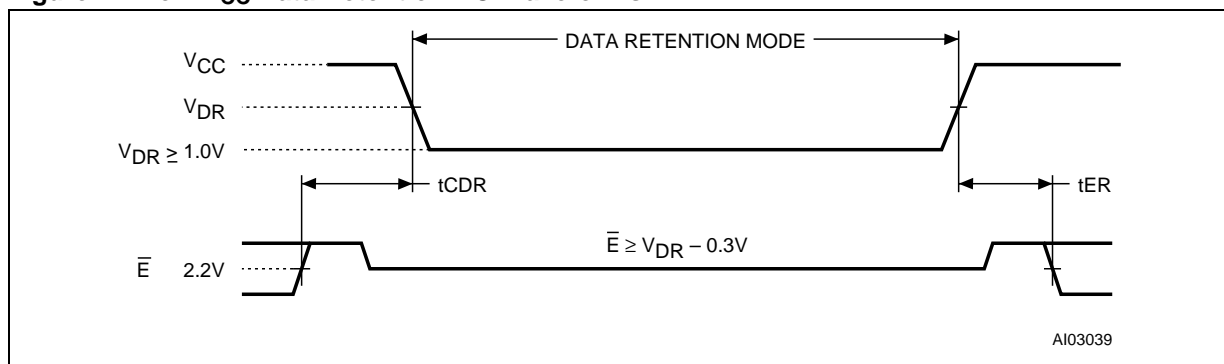 DATA RETENTION MODE
VCC
VDR
VDR ≥ 1.0V
tCDR
tER
E̅ ≥ VDR – 0.3V
E̅ 2.2V
AI03039